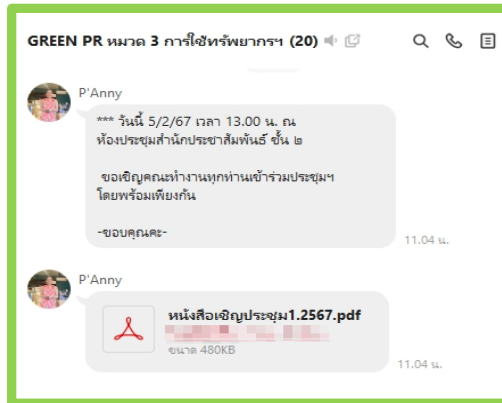 GREEN PR หมวด 3 การใช้ทรัพยากรฯ (20)
P'Anny
*** วันนี้ 5/2/67 เวลา 13.00 น. ณ
ห้องประชุมสำนักประชาสัมพันธ์ ชั้น ๒
ขอเชิญคณะทำงานทุกท่านเข้าร่วมประชุมฯ
โดยพร้อมเพียงกัน
-ขอบคุณคะ-
11.04 น.
P'Anny
หนังสือเชิญประชุม1.2567.pdf
ขนาด 480KB
11.04 น.